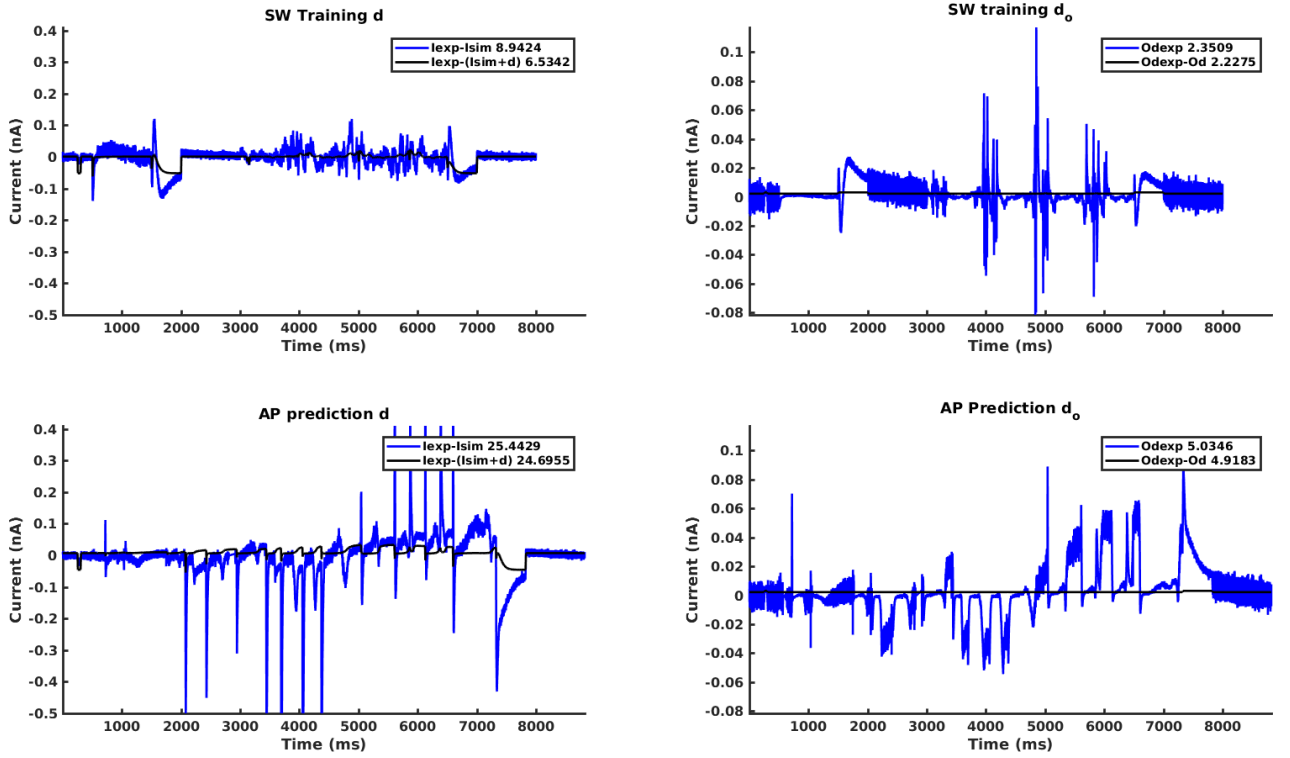 SW Training d
0.4
0.3
0.2
0.1
0
-0.1
-0.2
-0.3
-0.4
-0.5
Current (nA)
Iexp-Isim 8.9424
Iexp-(Isim+d) 6.5342
1000 2000 3000 4000 5000 6000 7000 8000
Time (ms)
SW training do
0.1
0.08
0.06
0.04
0.02
0
-0.02
-0.04
-0.06
-0.08
Current (nA)
Odexp 2.3509
Odexp-Od 2.2275
1000 2000 3000 4000 5000 6000 7000 8000
Time (ms)
AP prediction d
0.4
0.3
0.2
0.1
0
-0.1
-0.2
-0.3
-0.4
-0.5
Current (nA)
Iexp-Isim 25.4429
Iexp-(Isim+d) 24.6955
1000 2000 3000 4000 5000 6000 7000 8000
Time (ms)
AP Prediction do
0.1
0.08
0.06
0.04
0.02
0
-0.02
-0.04
-0.06
-0.08
Current (nA)
Odexp 5.0346
Odexp-Od 4.9183
1000 2000 3000 4000 5000 6000 7000 8000
Time (ms)